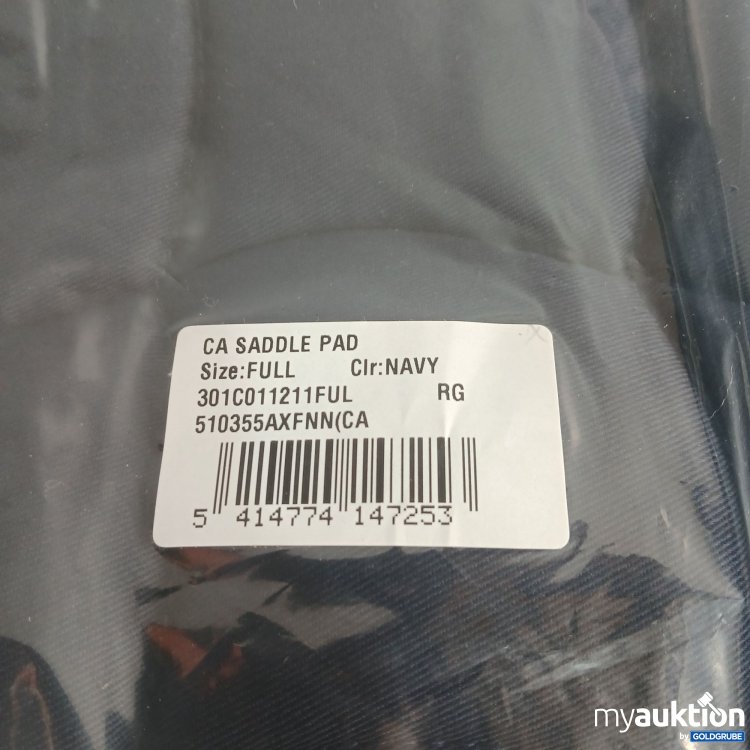 CA SADDLE PAD
Size:FULL Clr:NAVY
301C011211FUL RG
510355AXFNN(CA
5 414774 147253
myauktion
by GOLDGRUBE